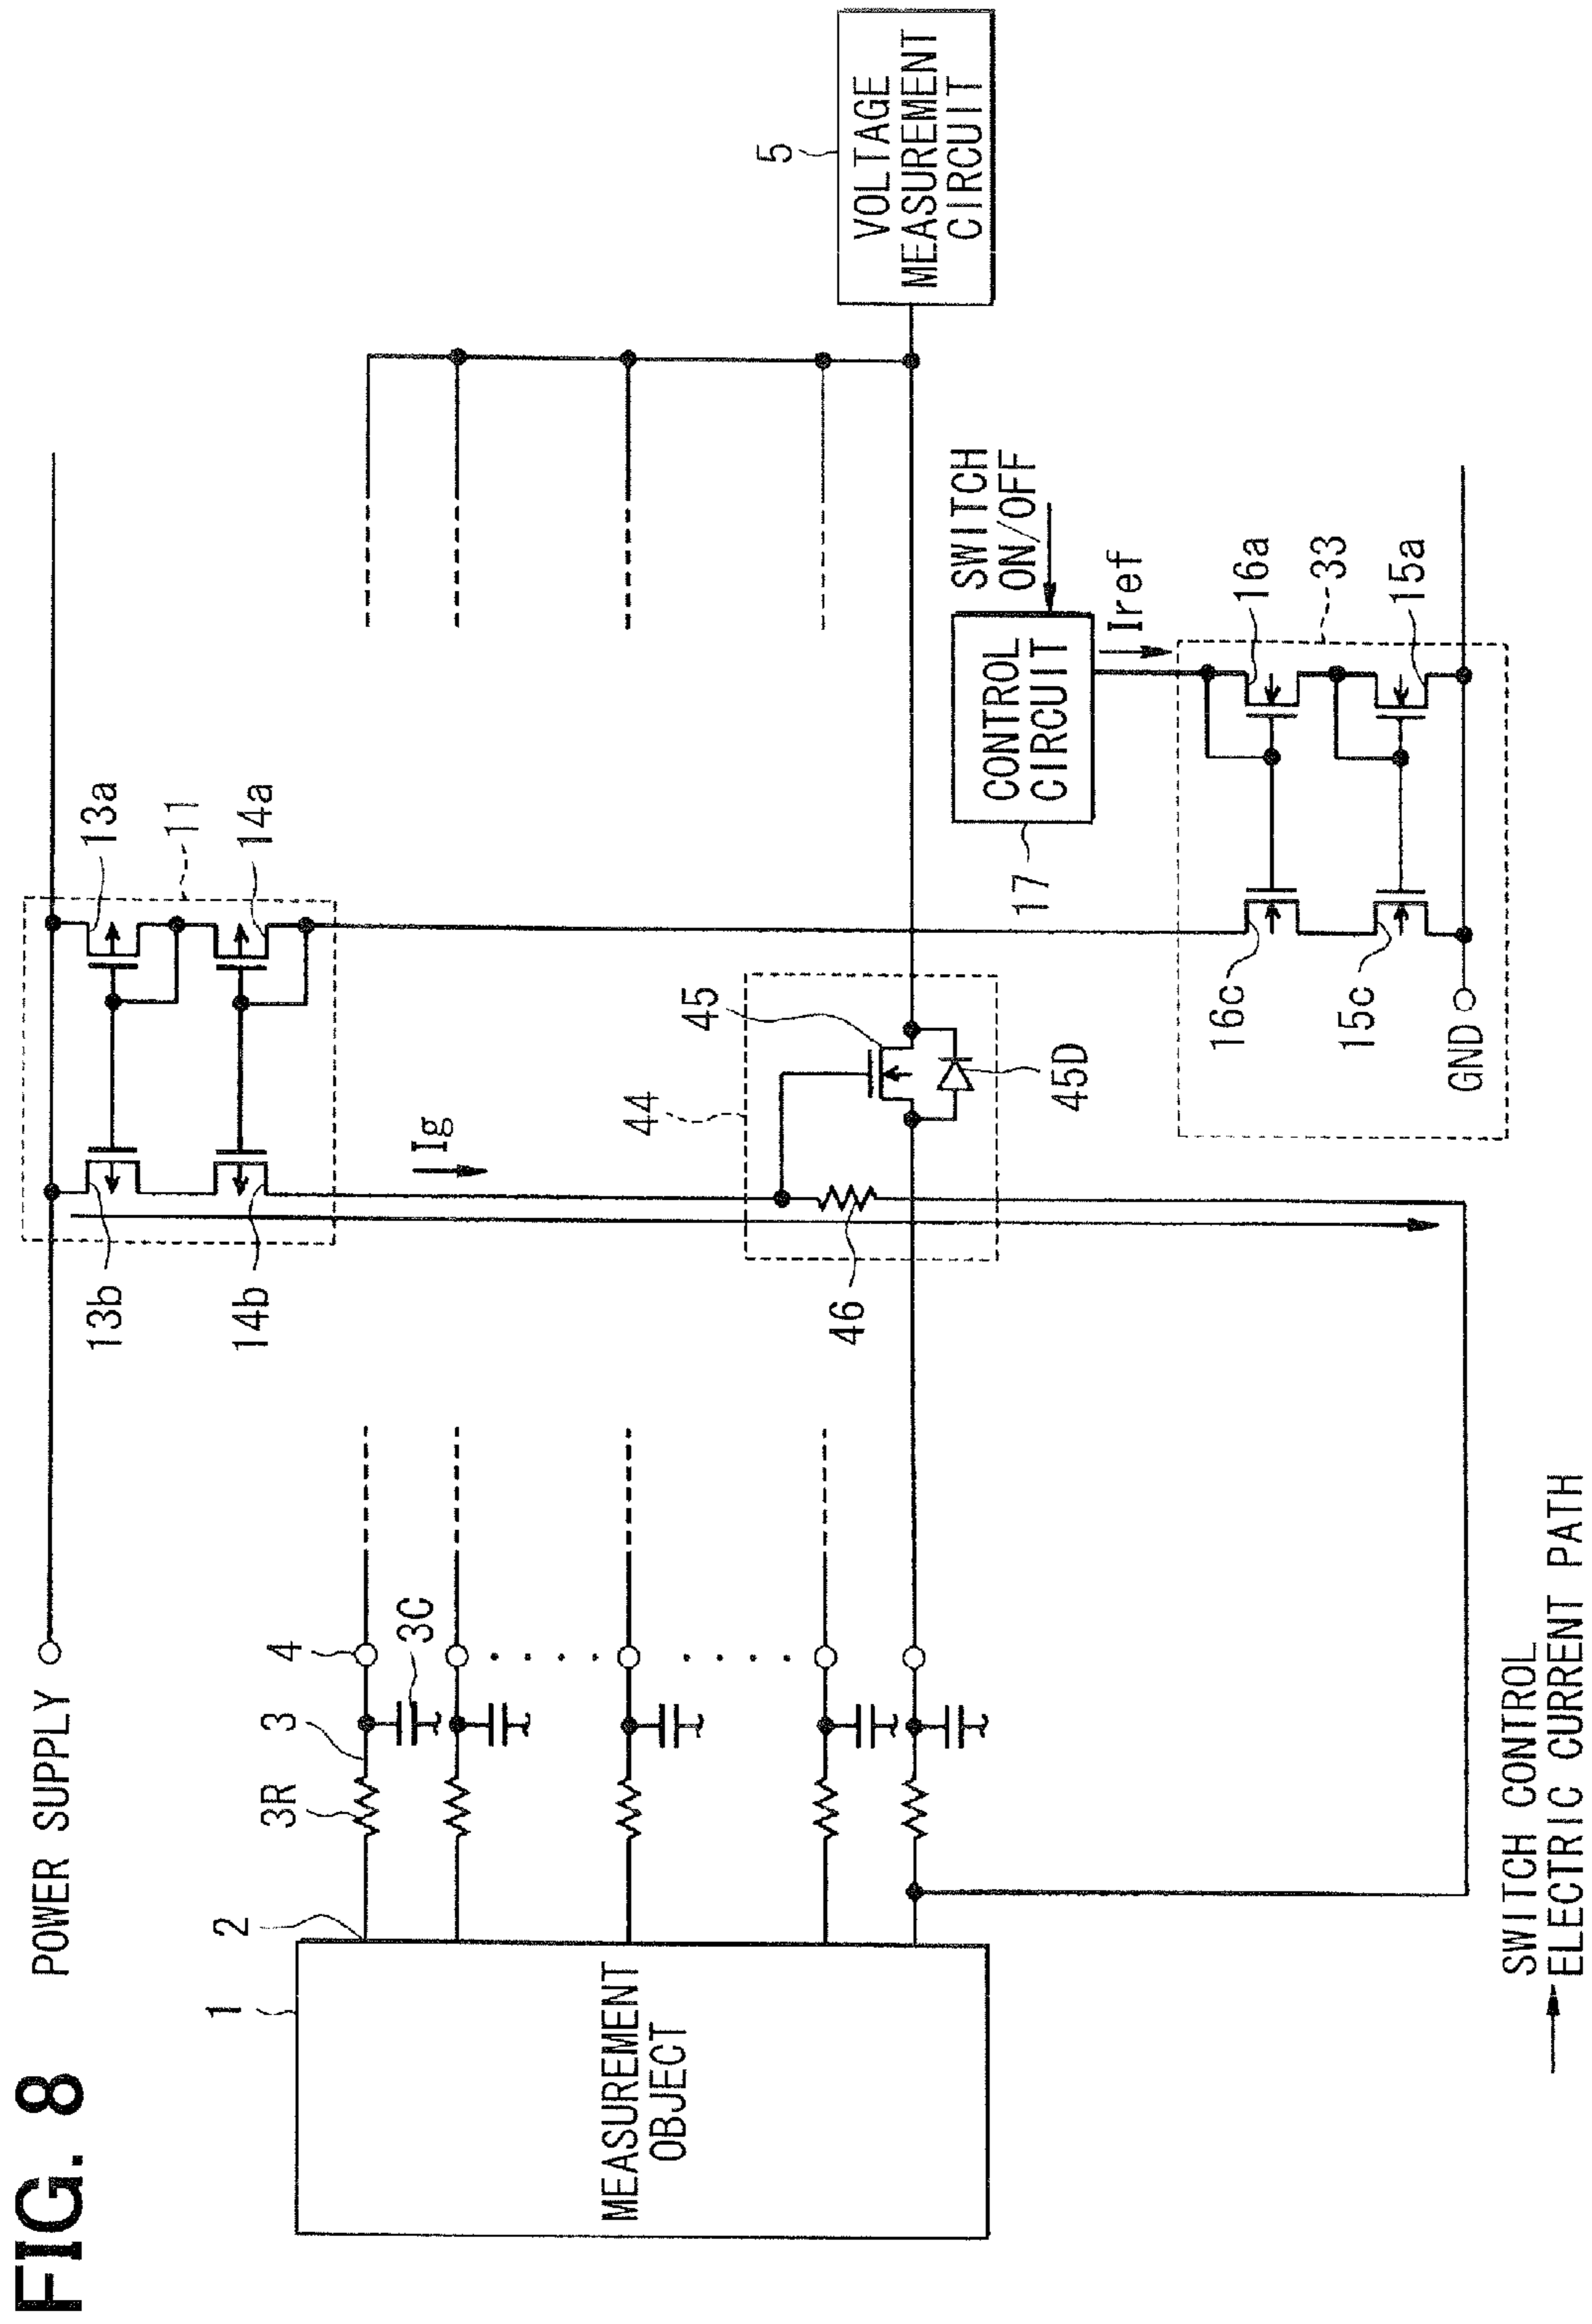 FIG. 8
POWER SUPPLY
13b
13a
11
14b
14a
Ig
1
2
3R
3
4
3C
MEASUREMENT
OBJECT
44
45
45D
46
5
VOLTAGE
MEASUREMENT
CIRCUIT
SWITCH
ON/OFF
CONTROL
CIRCUIT
17
Iref
16c
16a
33
15c
15a
GND
SWITCH CONTROL
ELECTRIC CURRENT PATH